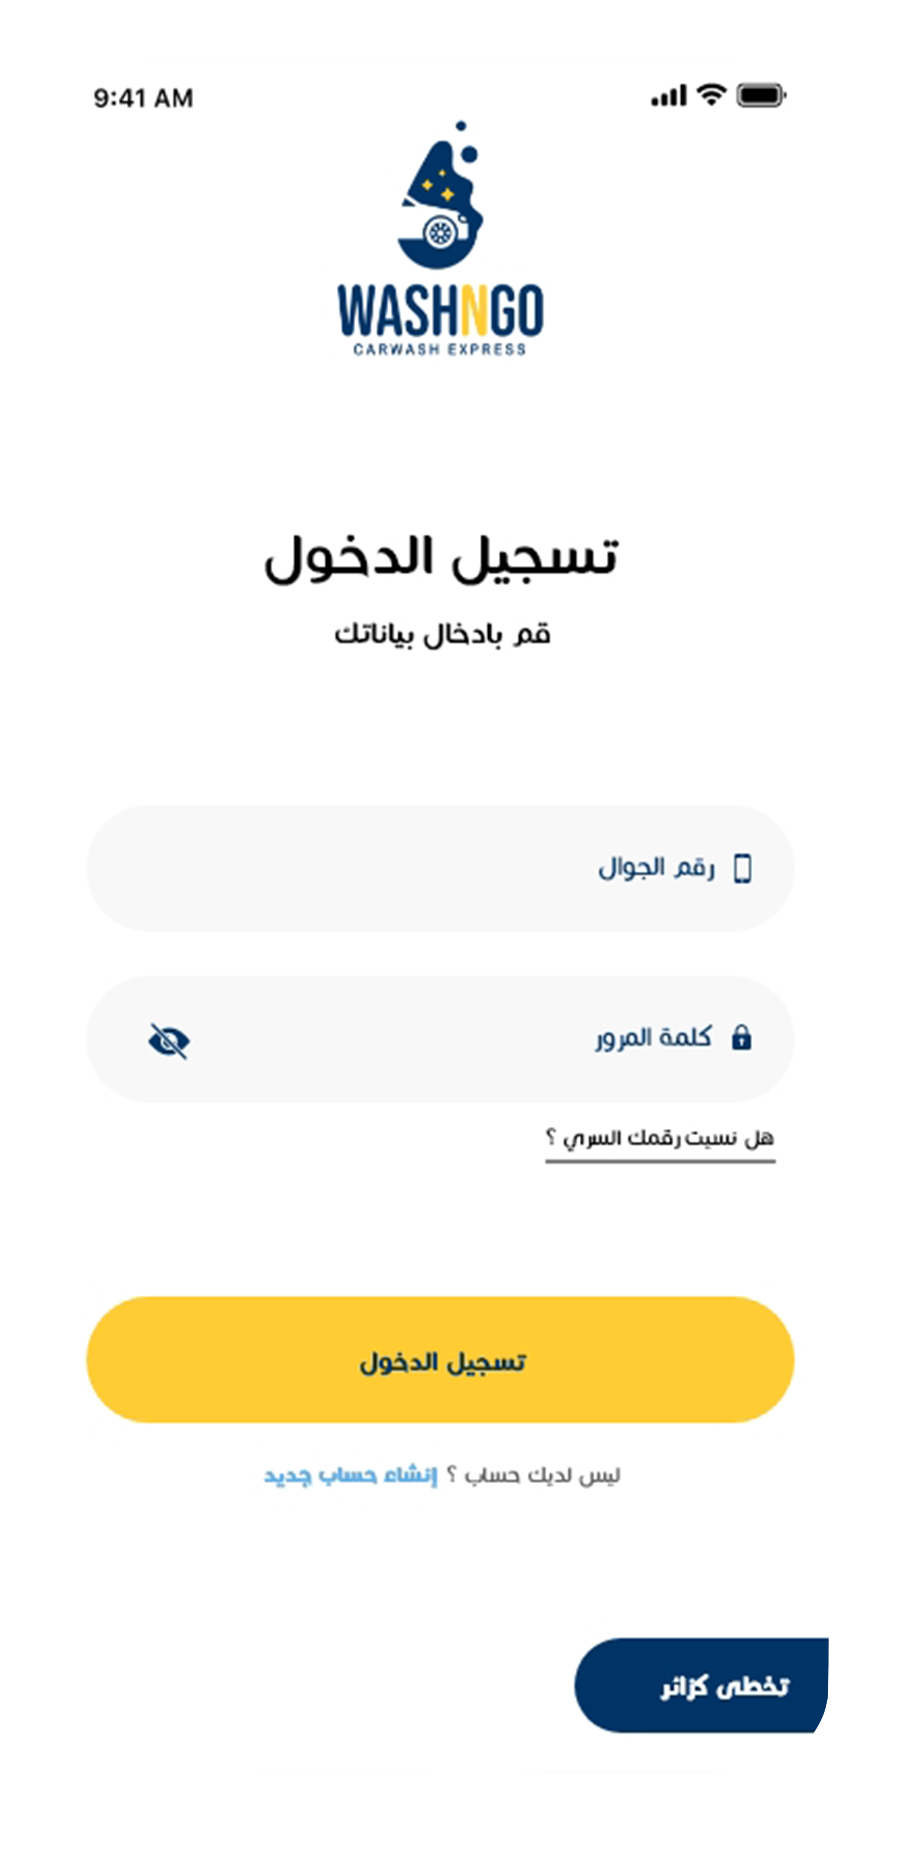 9:41 AM
WASHNGO
CARWASH EXPRESS
تسجيل الدخول
قم بادخال بياناتك
رقم الجوال
كلمة المرور
هل نسيت رقمك السري ؟
تسجيل الدخول
ليس لديك حساب ؟ إنشاء حساب جديد
تخطى كزائر